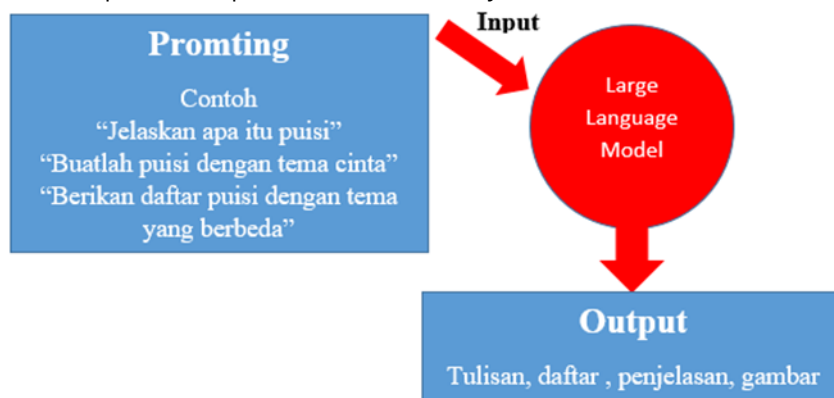 Promting
Contoh
“Jelaskan apa itu puisi”
“Buatlah puisi dengan tema cinta”
“Berikan daftar puisi dengan tema
yang berbeda”
Input
Large
Language
Model
Output
Tulisan, daftar , penjelasan, gambar